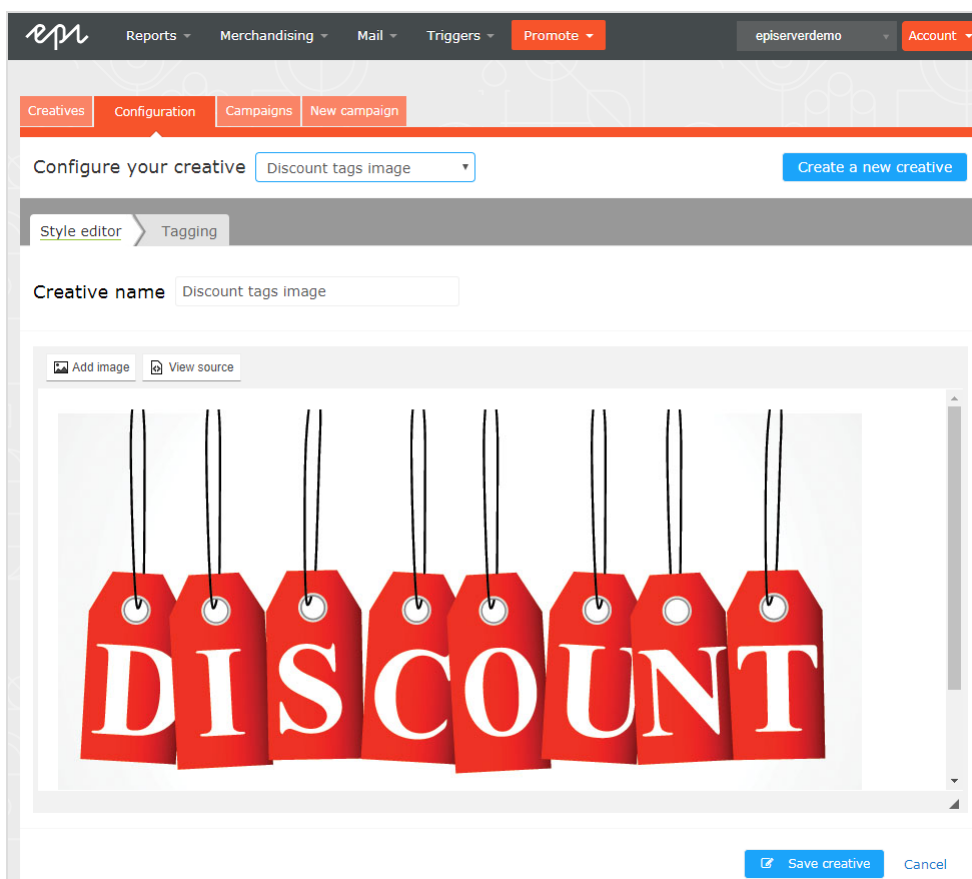 epi Reports Merchandising Mail Triggers Promote episerverdemo Account
Creatives Configuration Campaigns New campaign
Configure your creative Discount tags image Create a new creative
Style editor Tagging
Creative name Discount tags image
Add image View source
DISCOUNT
Save creative Cancel